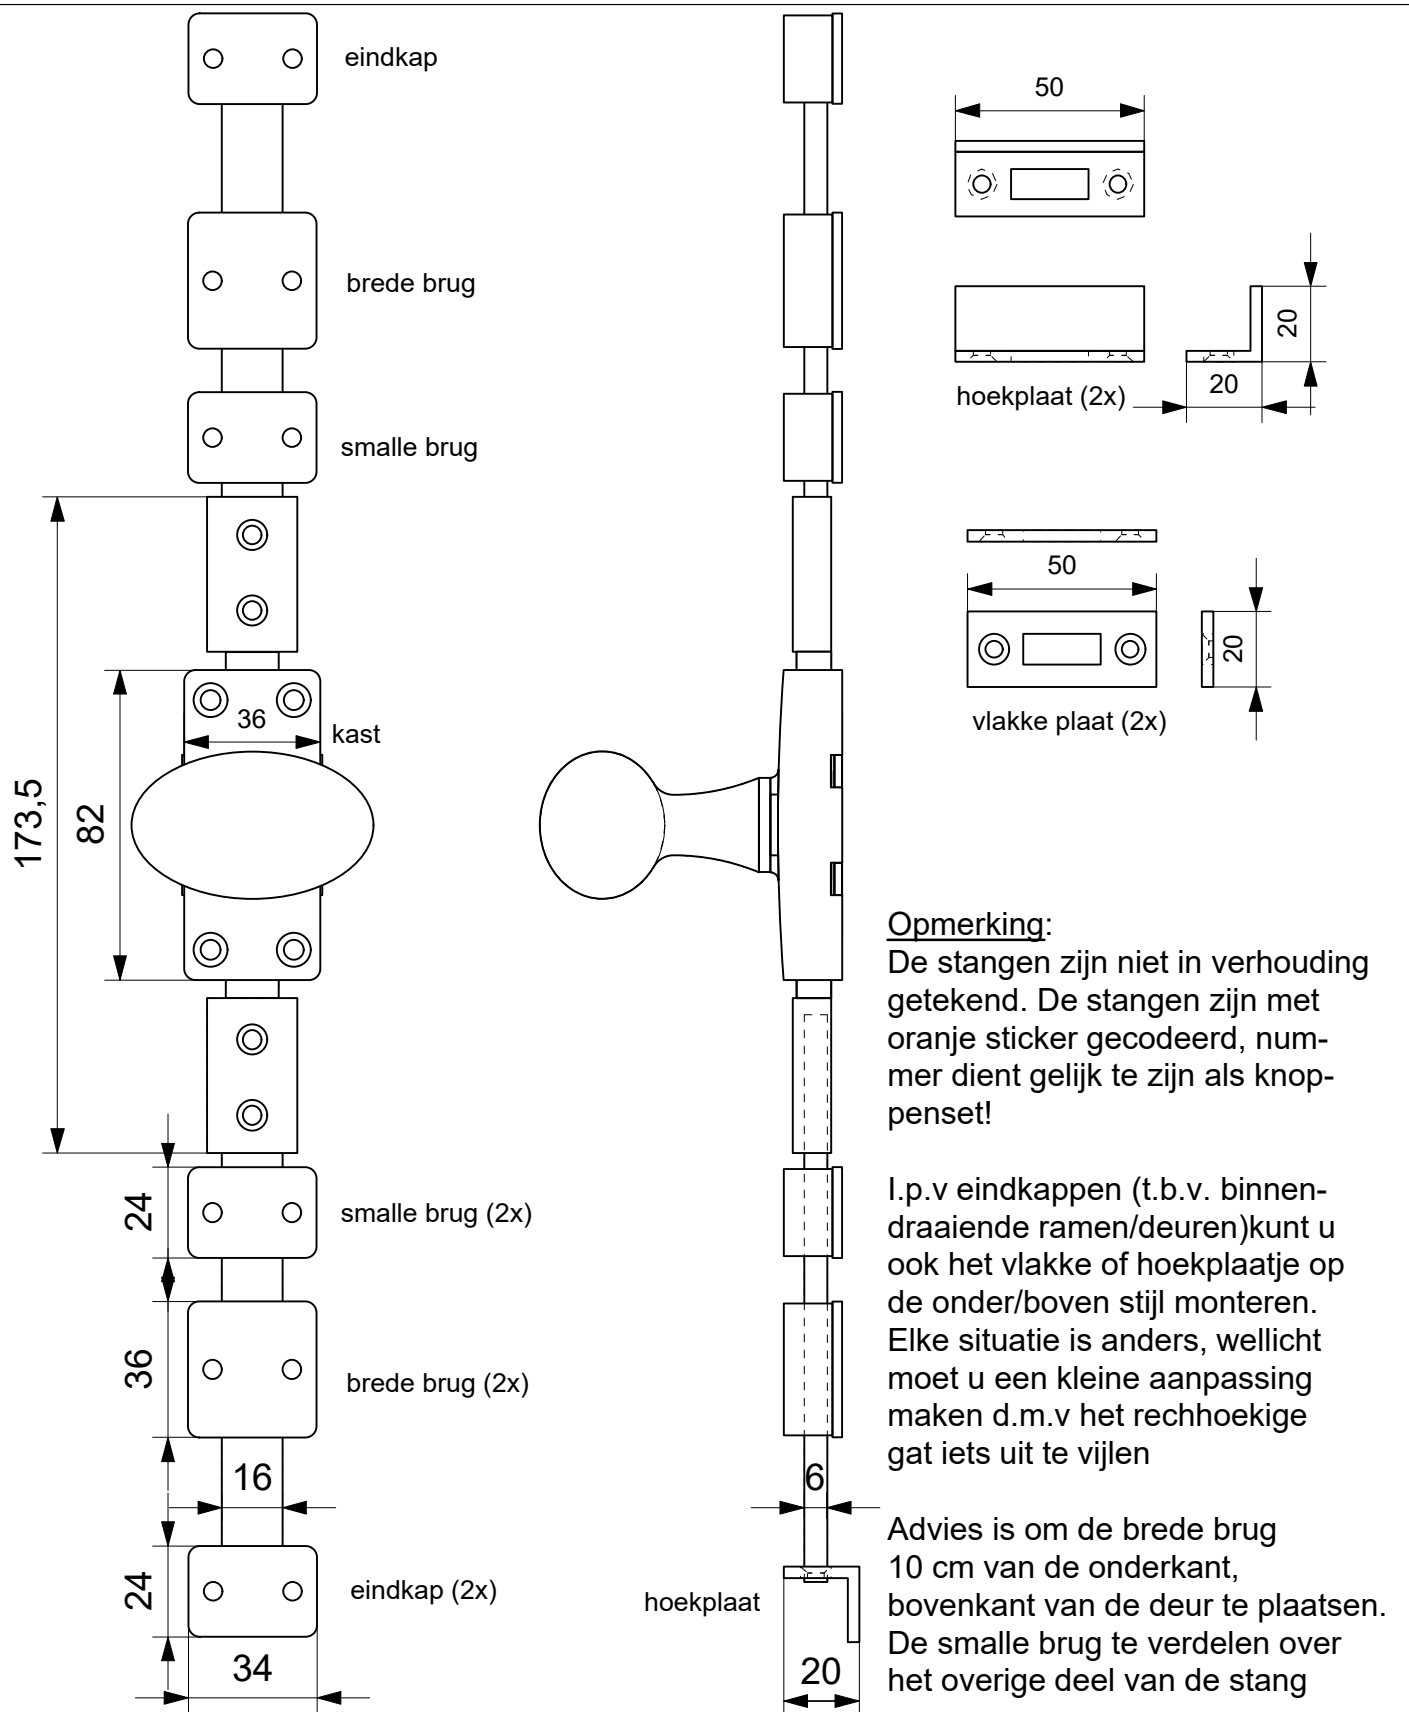 eindkap
brede brug
smalle brug
36
kast
173,5
82
24
smalle brug (2x)
36
brede brug (2x)
16
24
eindkap (2x)
34
6
hoekplaat
20
50
20
hoekplaat (2x)
20
50
20
vlakke plaat (2x)
Opmerking:
De stangen zijn niet in verhouding
getekend. De stangen zijn met
oranje sticker gecodeerd, num-
mer dient gelijk te zijn als knop-
penset!
I.p.v eindkappen (t.b.v. binnen-
draaiende ramen/deuren)kunt u
ook het vlakke of hoekplaatje op
de onder/boven stijl monteren.
Elke situatie is anders, wellicht
moet u een kleine aanpassing
maken d.m.v het rechhoekige
gat iets uit te vijlen
Advies is om de brede brug
10 cm van de onderkant,
bovenkant van de deur te plaatsen.
De smalle brug te verdelen over
het overige deel van de stang